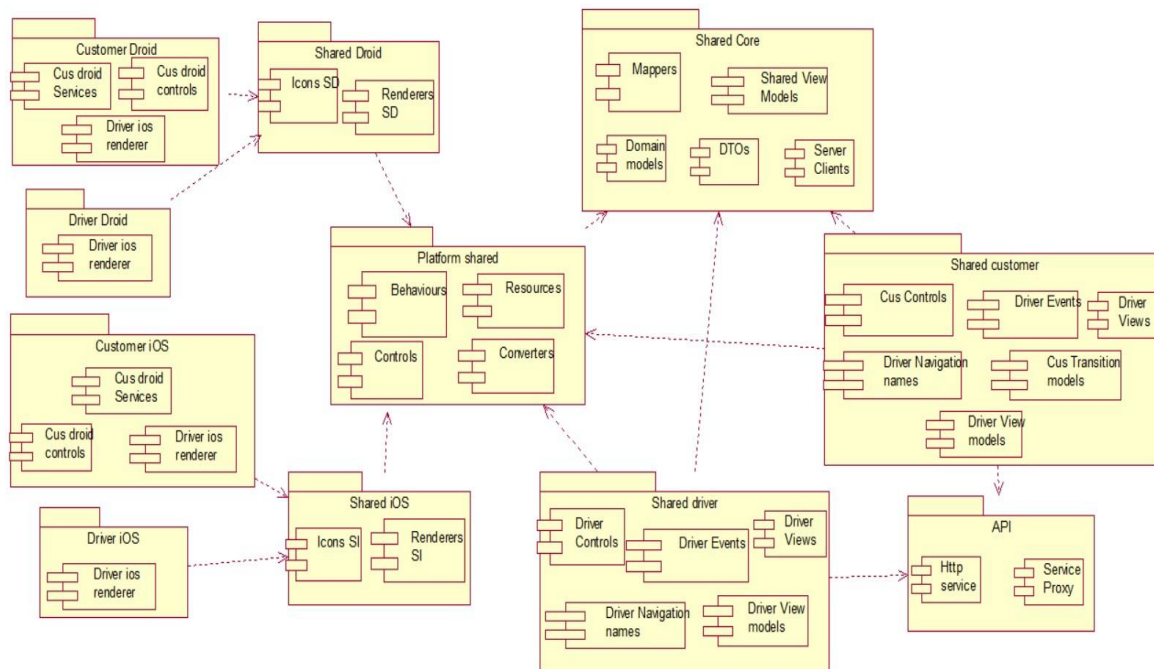 Customer Droid
Cus droid
Services
Cus droid
controls
Driver ios
renderer
Shared Droid
Icons SD
Renderers
SD
Shared Core
Mappers
Shared View
Models
Domain
models
DTOs
Server
Clients
Driver Droid
Driver ios
renderer
Platform shared
Behaviours
Resources
Controls
Converters
Shared customer
Cus Controls
Driver Events
Driver
Views
Driver Navigation
names
Cus Transition
models
Driver View
models
Customer iOS
Cus droid
Services
Cus droid
controls
Driver ios
renderer
Driver iOS
Driver ios
renderer
Shared iOS
Icons SI
Renderers
SI
Shared driver
Driver
Controls
Driver Events
Driver
Views
Driver Navigation
names
Driver View
models
API
Http
service
Service
Proxy